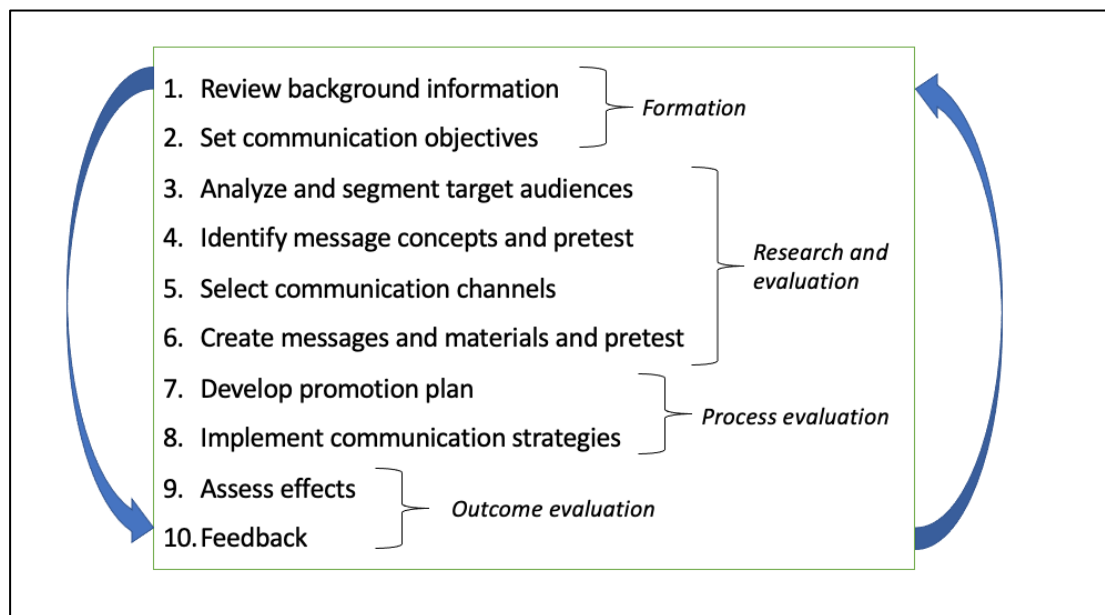 1. Review background information
Formation
2. Set communication objectives
3. Analyze and segment target audiences
4. Identify message concepts and pretest
Research and
evaluation
5. Select communication channels
6. Create messages and materials and pretest
7. Develop promotion plan
Process evaluation
8. Implement communication strategies
9. Assess effects
Outcome evaluation
10. Feedback